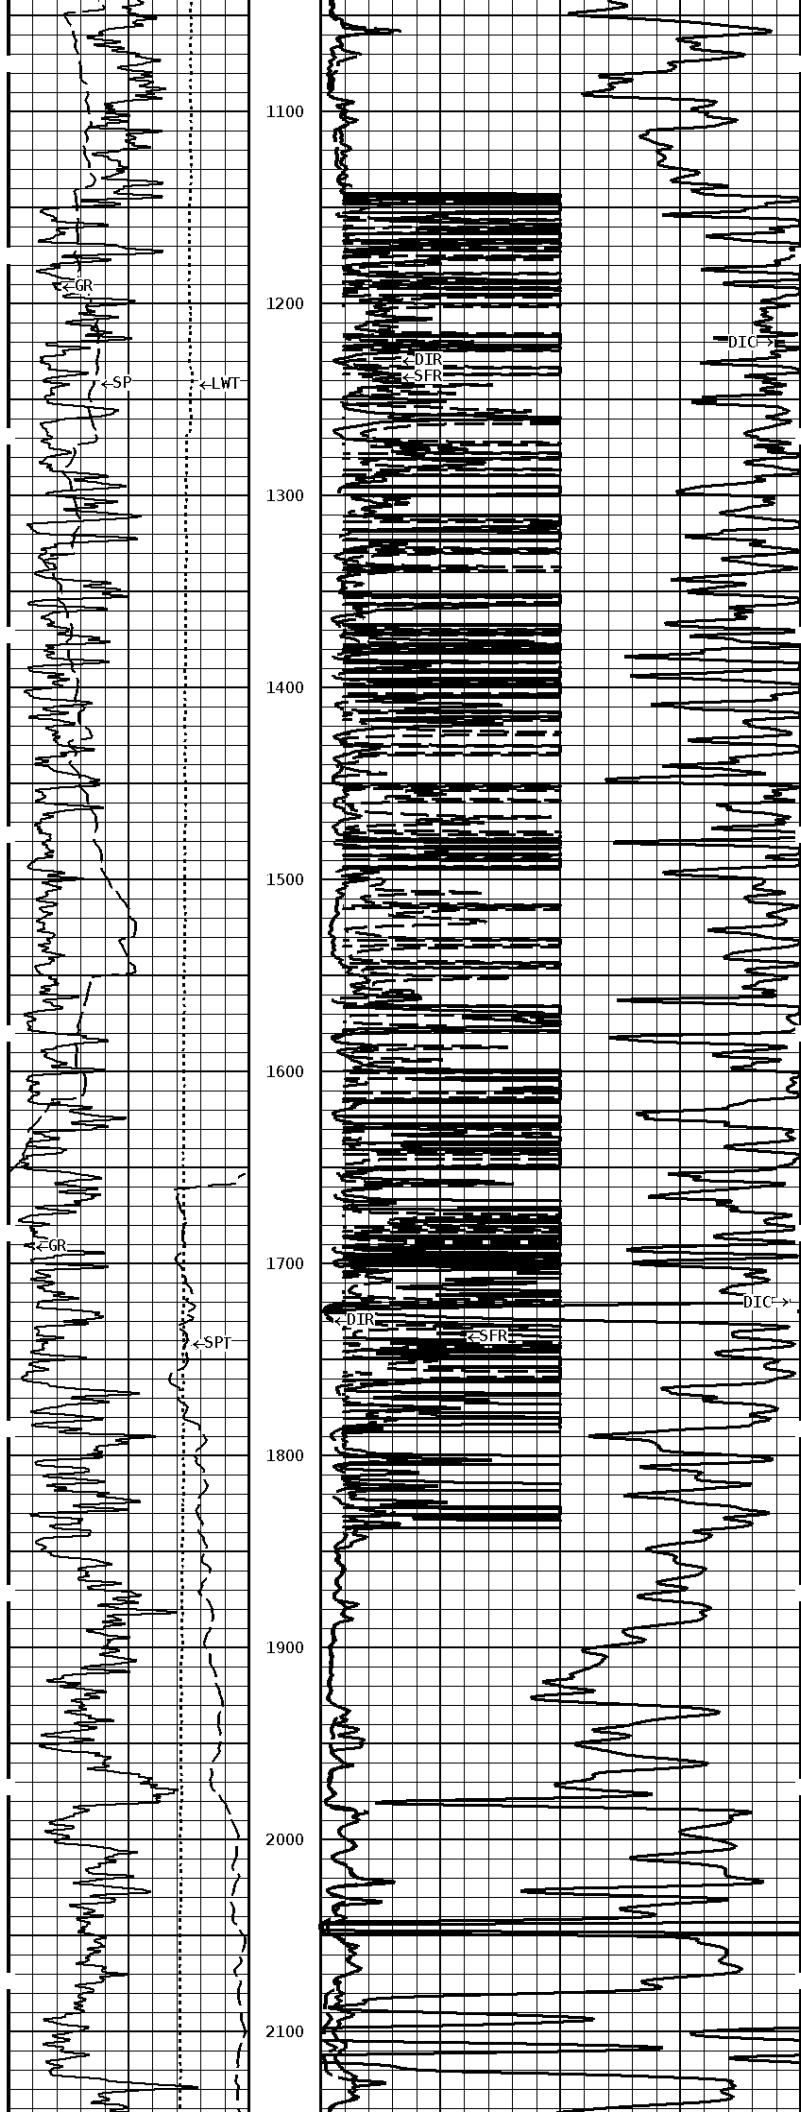 1100
←GR
1200
DIC→
←DIR
←SFR
←SP
←LWT
1300
1400
1500
1600
←GR
1700
DIC→
←DIR
←SFR
←SPT
1800
1900
2000
2100